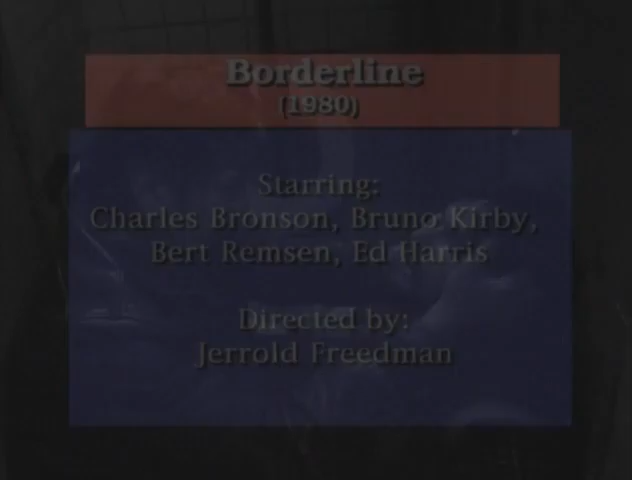 Borderline
(1980)
Starring:
Charles Bronson, Bruno Kirby,
Bert Remsen, Ed Harris
Directed by:
Jerrold Freedman